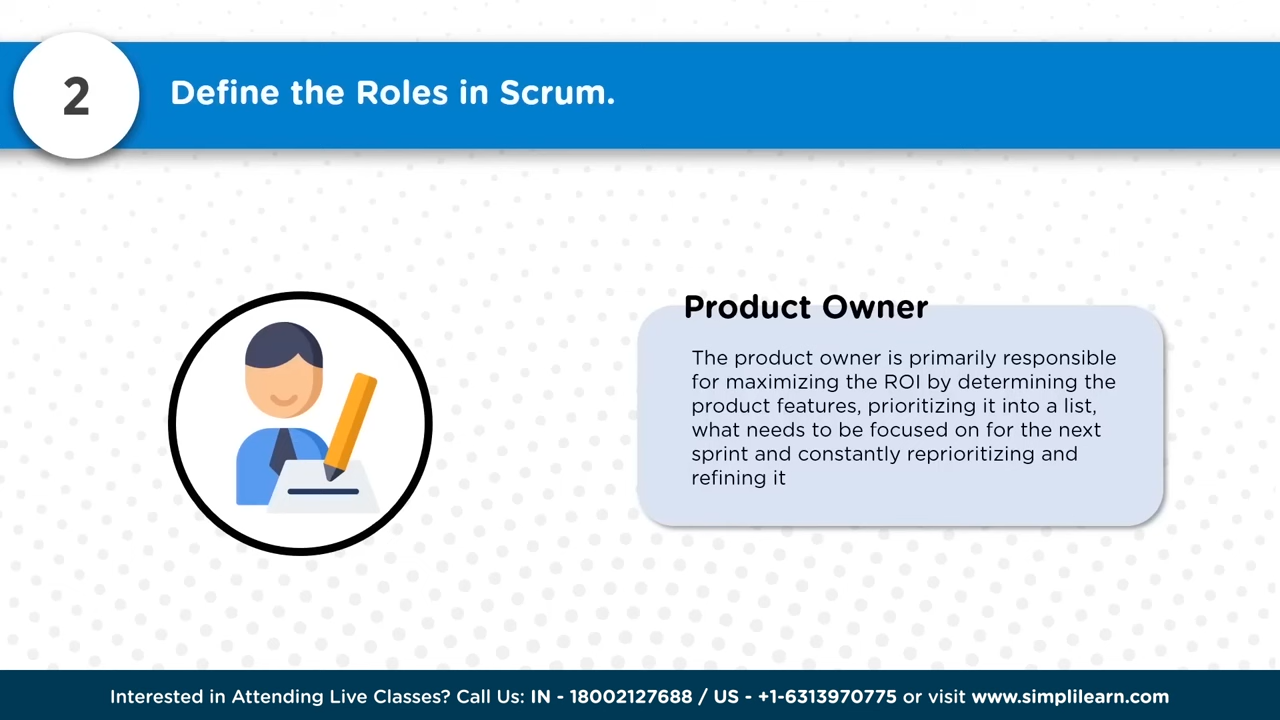 2
Define the Roles in Scrum.
Product Owner
The product owner is primarily responsible
for maximizing the ROI by determining the
product features, prioritizing it into a list,
what needs to be focused on for the next
sprint and constantly reprioritizing and
refining it
Interested in Attending Live Classes? Call Us: IN - 18002127688 / US - +1-6313970775 or visit www.simplilearn.com